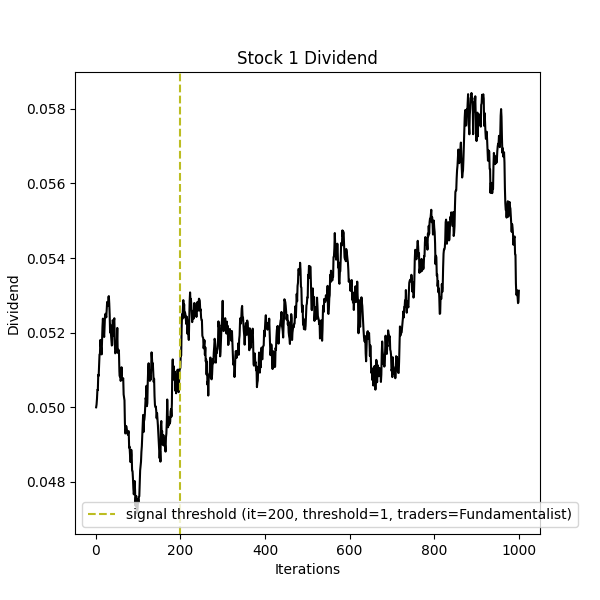 Stock 1 Dividend
0.058
0.056
0.054
0.052
0.050
0.048
Dividend
signal threshold (it=200, threshold=1, traders=Fundamentalist)
0 200 400 600 800 1000
Iterations